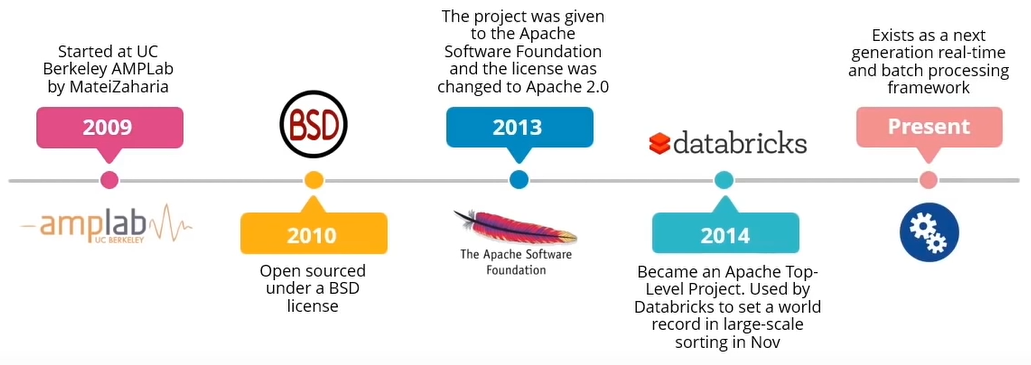 Started at UC
Berkeley AMPLab
by MateiZaharia
2009
amplab
UC BERKELEY
BSD
2010
Open sourced
under a BSD
license
The project was given
to the Apache
Software Foundation
and the license was
changed to Apache 2.0
2013
The Apache Software
Foundation
databricks
2014
Became an Apache Top-
Level Project. Used by
Databricks to set a world
record in large-scale
sorting in Nov
Exists as a next
generation real-time
and batch processing
framework
Present